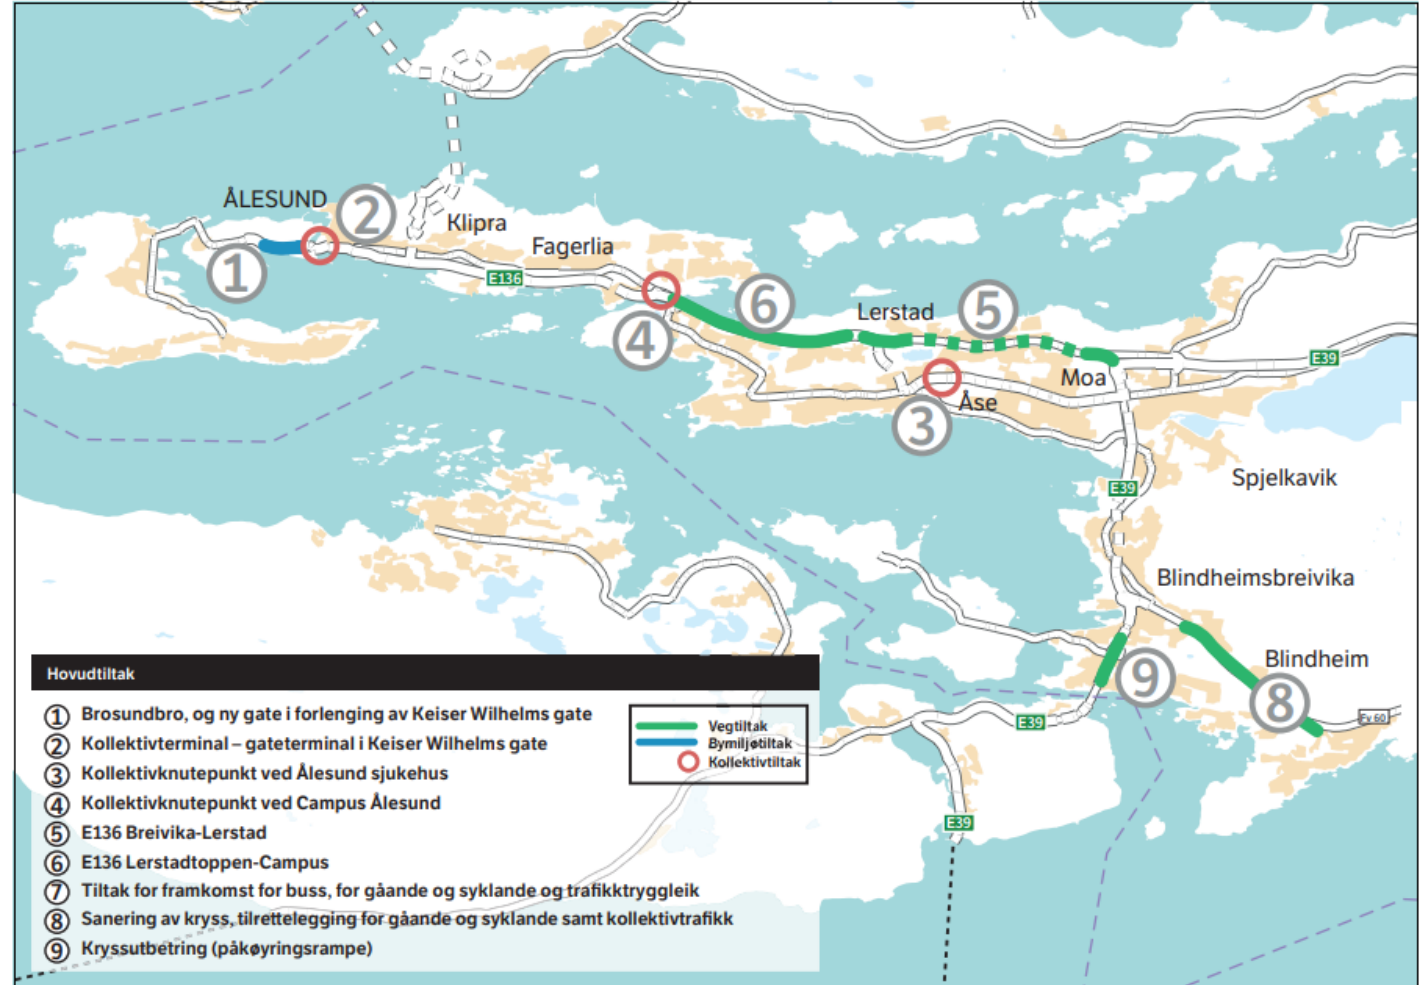 ÅLESUND
2
Klipra
Fagerlia
1
E136
6
4
Lerstad
5
E39
Moa
Åse
3
Spjelkavik
E39
Blindheimsbreivika
Blindheim
9
8
Fv 60
E39
E39
Hovudtiltak
1 Brosundbro, og ny gate i forlenging av Keiser Wilhelms gate
2 Kollektivterminal – gateterminal i Keiser Wilhelms gate
3 Kollektivknutepunkt ved Ålesund sjukehus
4 Kollektivknutepunkt ved Campus Ålesund
5 E136 Breivika-Lerstad
6 E136 Lerstadtoppen-Campus
7 Tiltak for framkomst for buss, for gåande og syklande og trafikktryggleik
8 Sanering av kryss, tilrettelegging for gåande og syklande samt kollektivtrafikk
9 Kryssutbetring (påkøyringsrampe)
Vegtiltak
Bymiljøtiltak
Kollektivtiltak